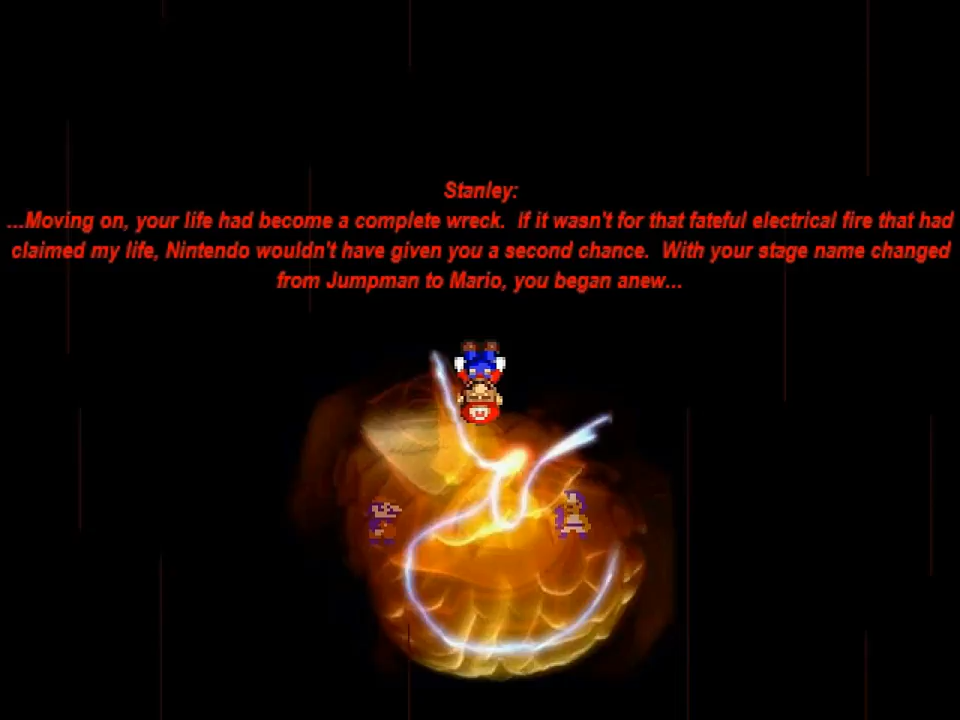 Stanley:
...Moving on, your life had become a complete wreck.  If it wasn't for that fateful electrical fire that had
claimed my life, Nintendo wouldn't have given you a second chance.  With your stage name changed
from Jumpman to Mario, you began anew...